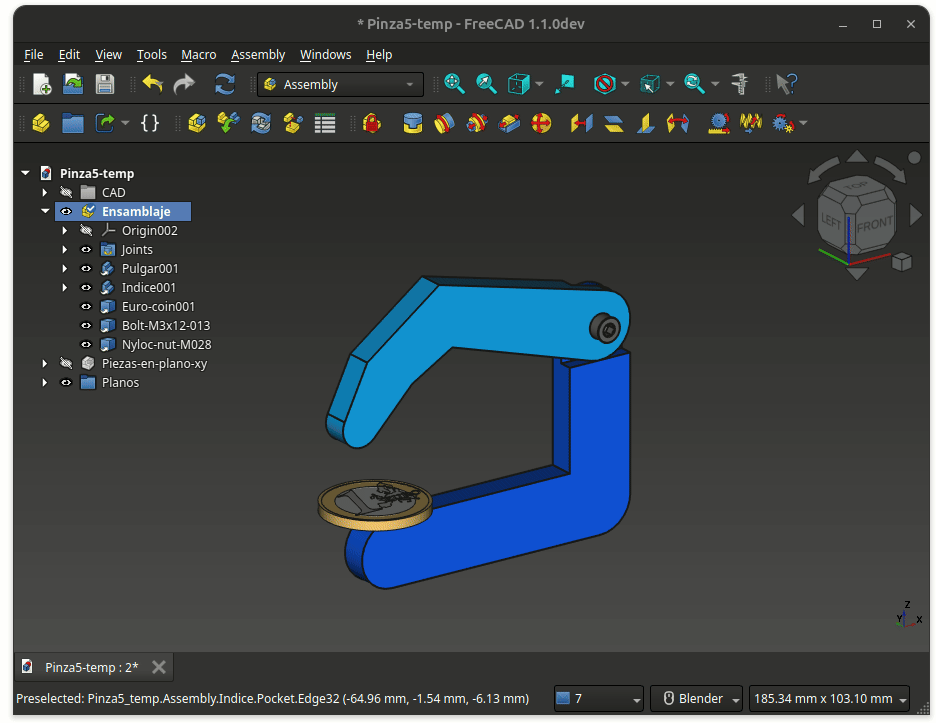 * Pinza5-temp - FreeCAD 1.1.0dev
File Edit View Tools Macro Assembly Windows Help
Assembly
Pinza5-temp
CAD
Ensamblaje
Origin002
Joints
Pulgar001
Indice001
Euro-coin001
Bolt-M3x12-013
Nyloc-nut-M028
Piezas-en-plano-xy
Planos
TOP
LEFT FRONT
Z
Y X
Pinza5-temp : 2*
Preselected: Pinza5_temp.Assembly.Indice.Pocket.Edge32 (-64.96 mm, -1.54 mm, -6.13 mm) 7 Blender 185.34 mm x 103.10 mm